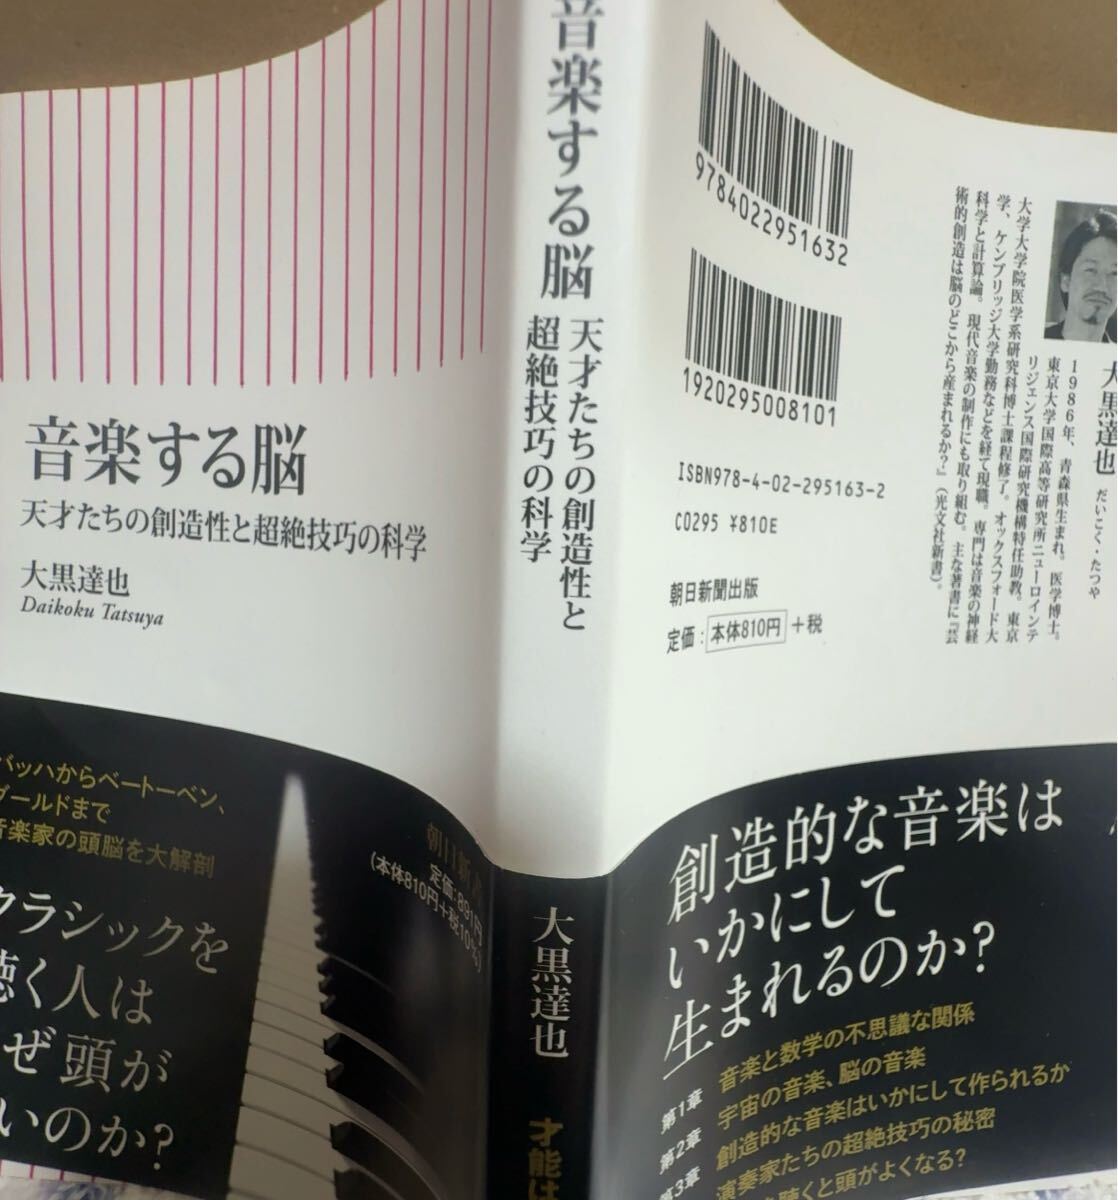 音楽する脳
天才たちの創造性と超絶技巧の科学
大黒達也
Daikoku Tatsuya
バッハからベートーベン、
グールドまで
音楽家の頭脳を大解剖
クラシックを
聴く人は
ぜ頭が
いのか?
朝日新書
定価:891円
(本体810円+税10%)
音楽する脳
天才たちの創造性と
超絶技巧の科学
大黒達也
才能は
9784022951632
1920295008101
ISBN978-4-02-295163-2
C0295 ¥810E
朝日新聞出版
定価:本体810円+税
大黒達也 だいこく・たつや
1986年、青森県生まれ。医学博士。
東京大学国際高等研究所ニューロインテ
リジェンス国際研究機構特任助教。東京
大学大学院医学系研究科博士課程修了。オックスフォード大
学、ケンブリッジ大学勤務などを経て現職。専門は音楽の神経
科学と計算論。現代音楽の制作にも取り組む。主な著書に『芸
術的創造は脳のどこから産まれるか?』(光文社新書)。
創造的な音楽は
いかにして
生まれるのか?
第1章 音楽と数学の不思議な関係
第2章 宇宙の音楽、脳の音楽
第3章 創造的な音楽はいかにして作られるか
演奏家たちの超絶技巧の秘密
聴くと頭がよくなる?